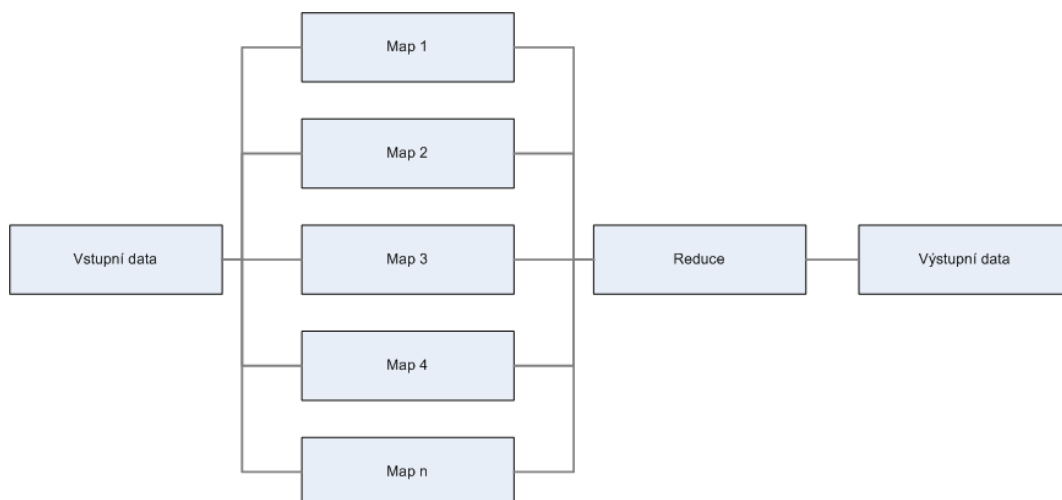 Map 1
Map 2
Vstupní data
Map 3
Reduce
Výstupní data
Map 4
Map n